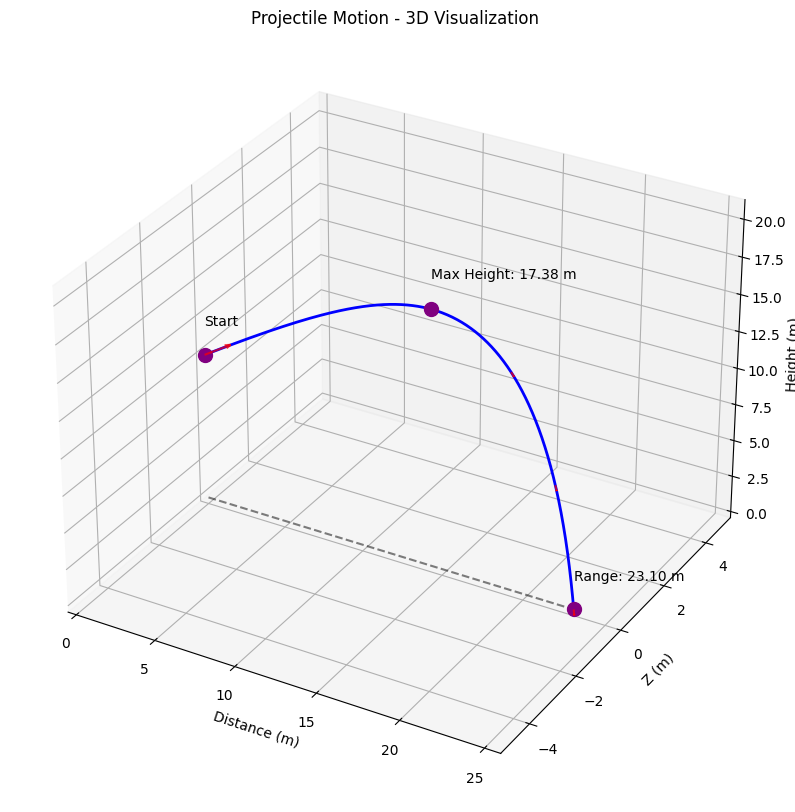 Projectile Motion - 3D Visualization
Max Height: 17.38 m
Start
Range: 23.10 m
20.0
17.5
15.0
12.5
10.0
7.5
5.0
2.5
0.0
Height (m)
4
2
0
−2
−4
Z (m)
0
5
10
15
20
25
Distance (m)